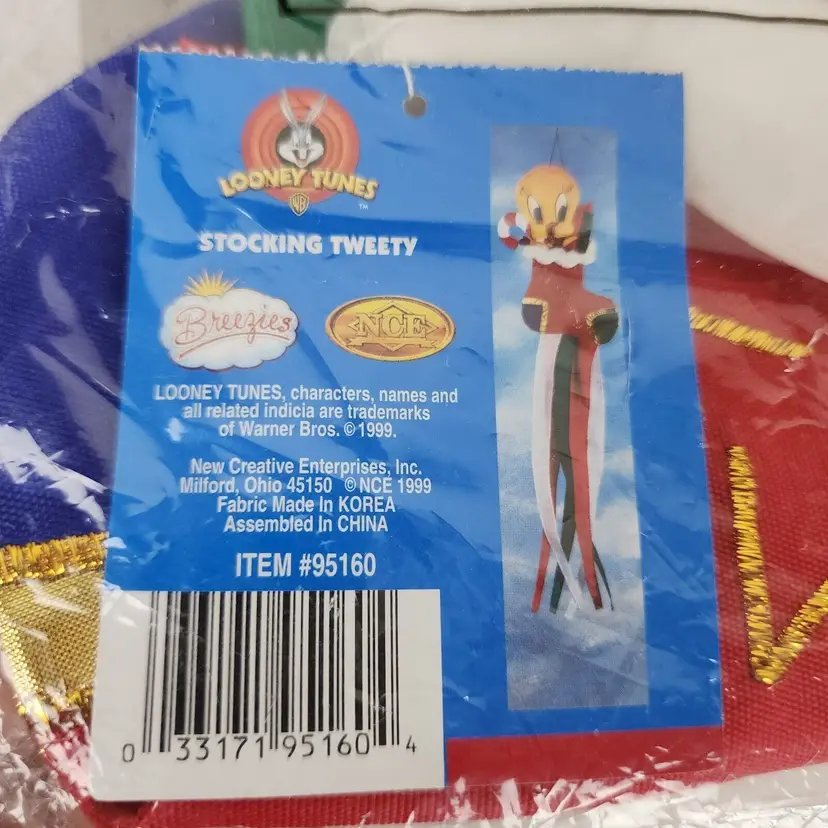 LOONEY TUNES
WB
TM
STOCKING TWEETY
Breezies
NCE
LOONEY TUNES, characters, names and
all related indicia are trademarks
of Warner Bros. ©1999.
New Creative Enterprises, Inc.
Milford, Ohio 45150 ©NCE 1999
Fabric Made In KOREA
Assembled In CHINA
ITEM #95160
0 33171 95160 4